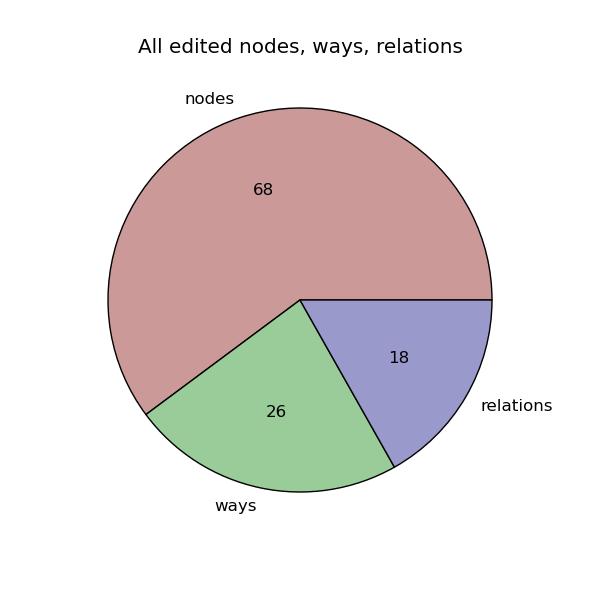 All edited nodes, ways, relations
nodes
68
18
relations
26
ways